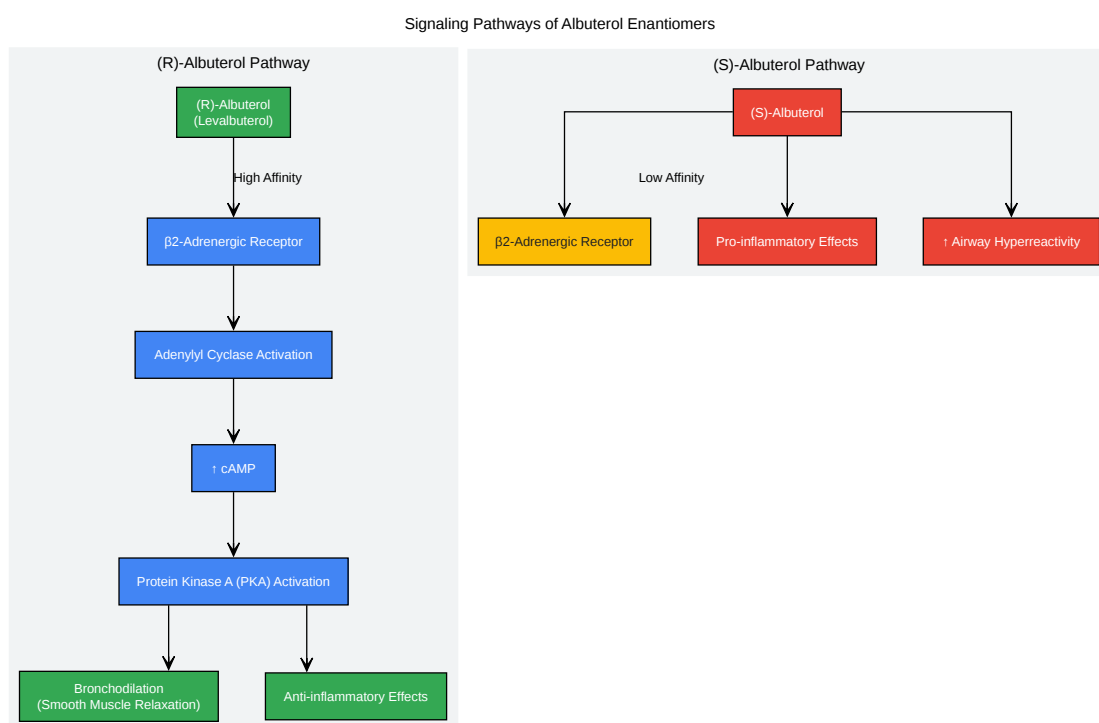 Signaling Pathways of Albuterol Enantiomers
(R)-Albuterol Pathway
(R)-Albuterol
(Levalbuterol)
High Affinity
β2-Adrenergic Receptor
Adenylyl Cyclase Activation
↑ cAMP
Protein Kinase A (PKA) Activation
Bronchodilation
(Smooth Muscle Relaxation)
Anti-inflammatory Effects
(S)-Albuterol Pathway
(S)-Albuterol
Low Affinity
β2-Adrenergic Receptor
Pro-inflammatory Effects
↑ Airway Hyperreactivity